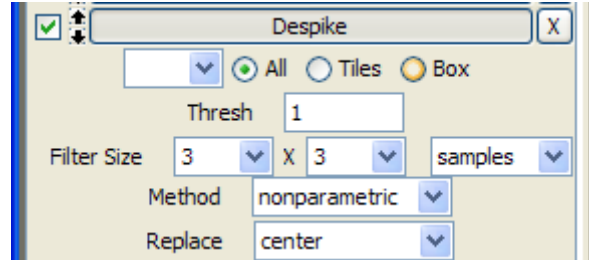 Despike X
All Tiles Box
Thresh 1
Filter Size 3 X 3 samples
Method nonparametric
Replace center